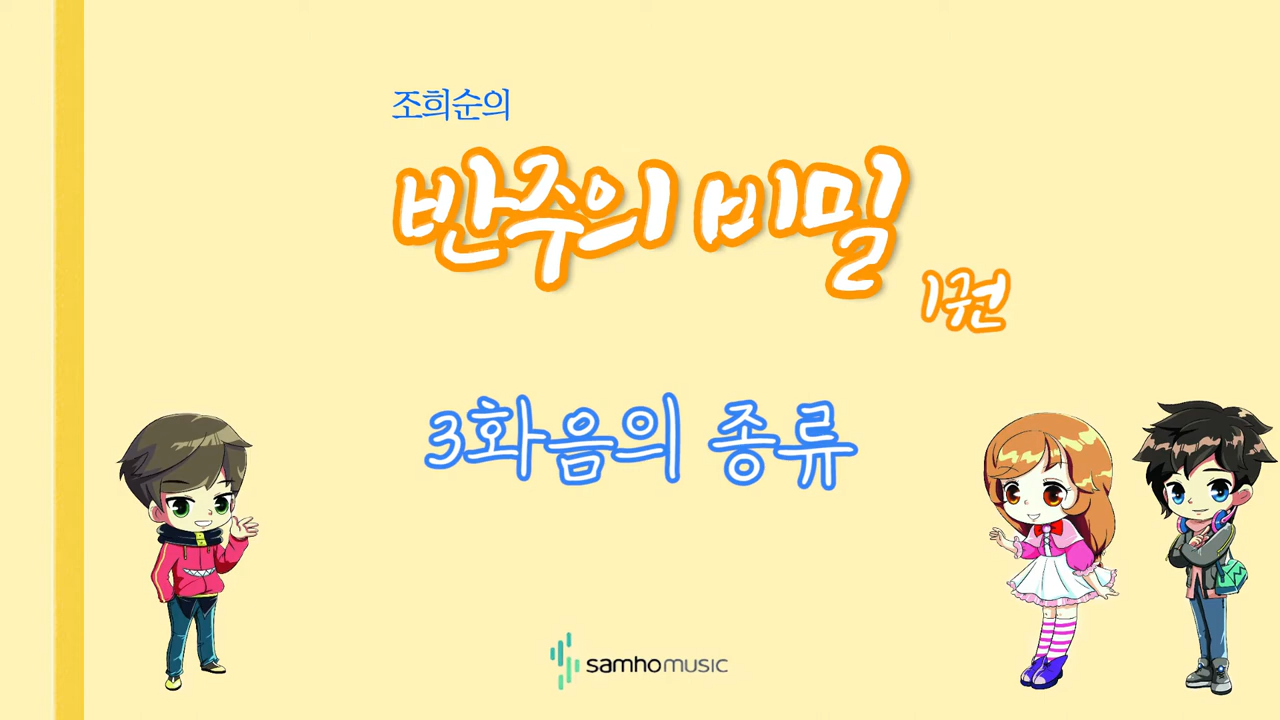 조희순의
반주의 비밀
1권
3화음의 종류
samhomusic